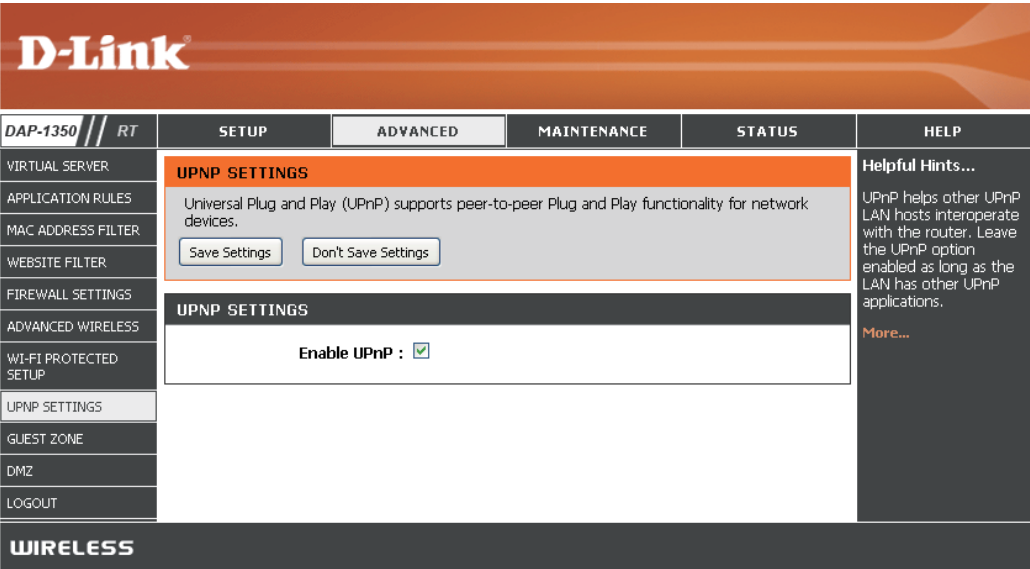 D-Link®
DAP-1350 // RT
SETUP
ADVANCED
MAINTENANCE
STATUS
HELP
VIRTUAL SERVER
APPLICATION RULES
MAC ADDRESS FILTER
WEBSITE FILTER
FIREWALL SETTINGS
ADVANCED WIRELESS
WI-FI PROTECTED
SETUP
UPNP SETTINGS
GUEST ZONE
DMZ
LOGOUT
UPNP SETTINGS
Universal Plug and Play (UPnP) supports peer-to-peer Plug and Play functionality for network
devices.
Save Settings
Don't Save Settings
UPNP SETTINGS
Enable UPnP :
Helpful Hints...
UPnP helps other UPnP
LAN hosts interoperate
with the router. Leave
the UPnP option
enabled as long as the
LAN has other UPnP
applications.
More...
WIRELESS